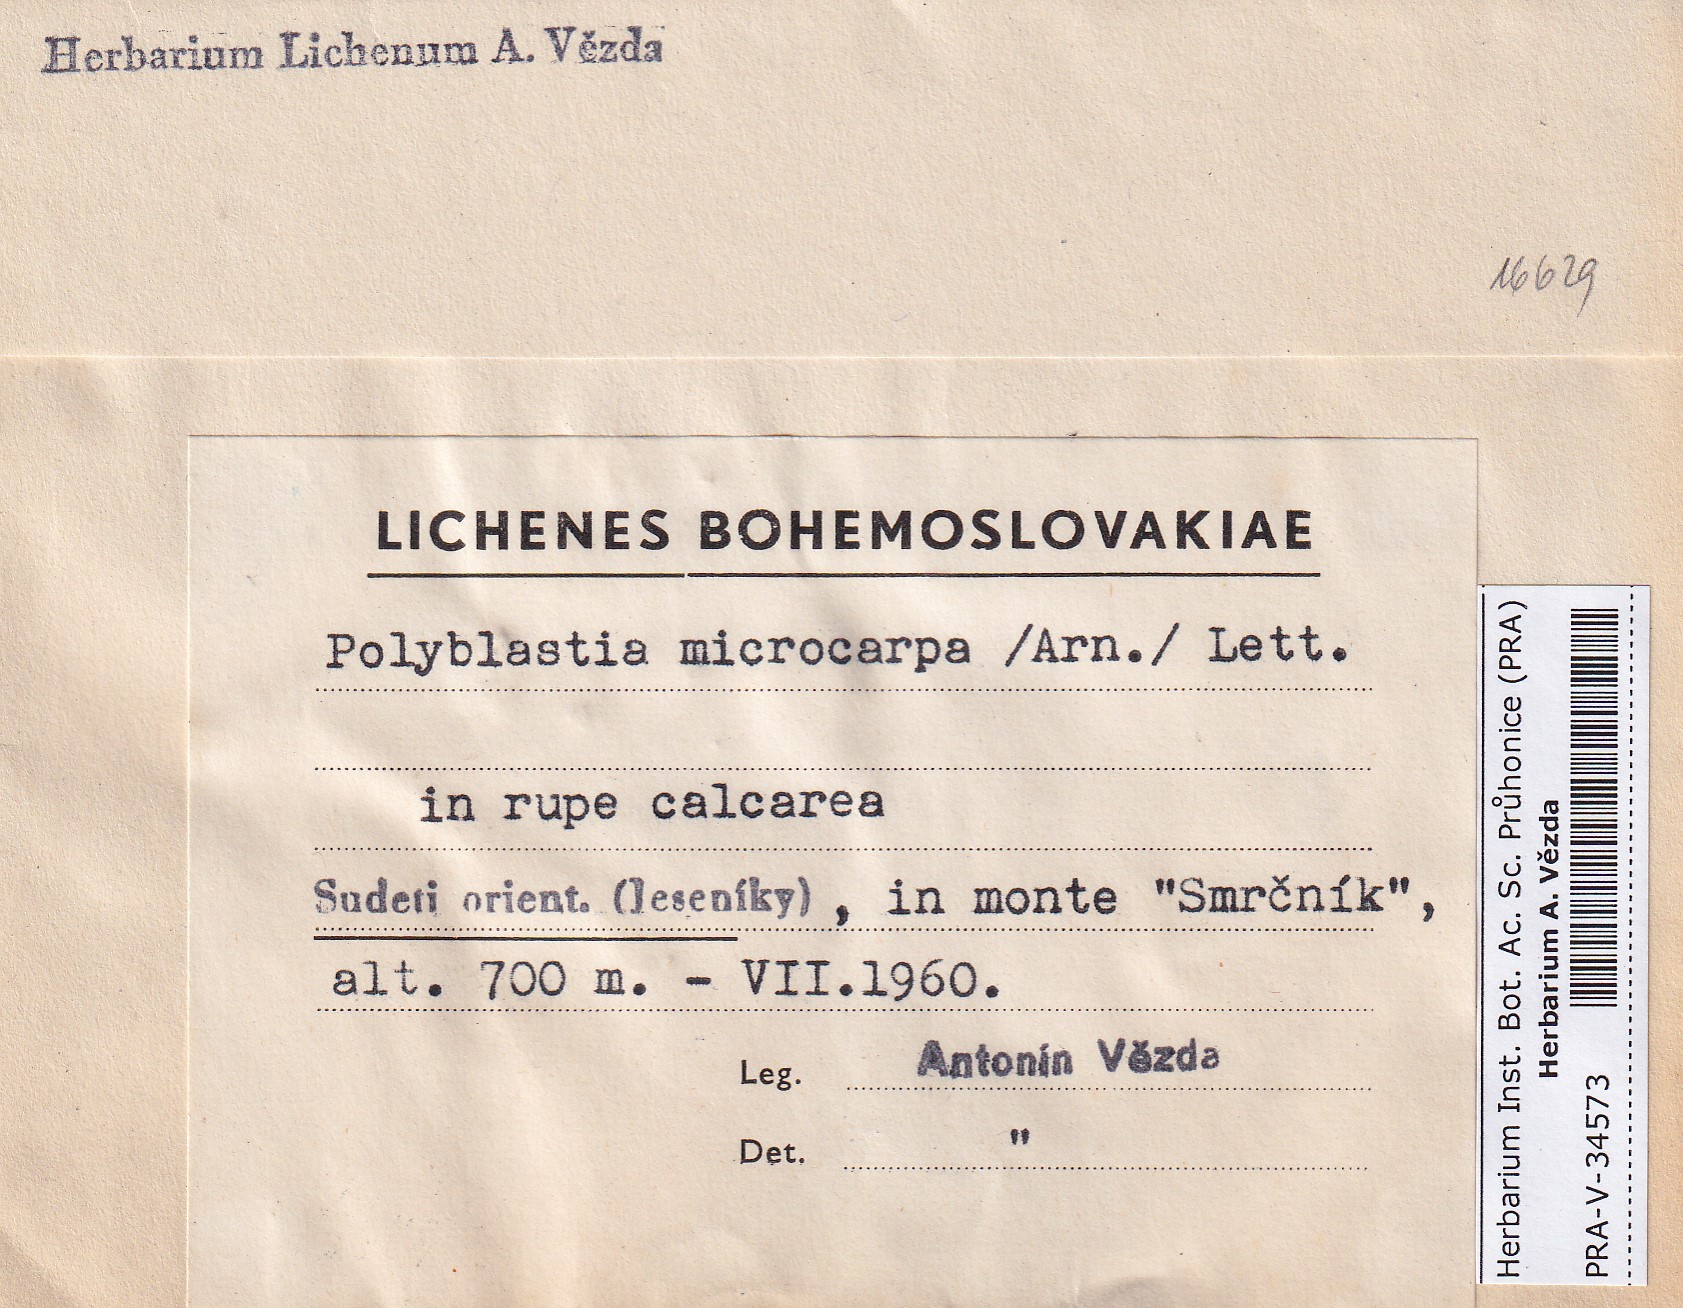 Herbarium Lichenum A. Vězda
16629
LICHENES BOHEMOSLOVAKIAE
Polyblastia microcarpa /Arn./ Lett.
in rupe calcarea
Sudeti orient. (Jeseníky), in monte "Smrčník",
alt. 700 m. - VII.1960.
Leg. Antonín Vězda
Det. "
Herbarium Inst. Bot. Ac. Sc. Průhonice (PRA)
Herbarium A. Vězda
PRA-V-34573